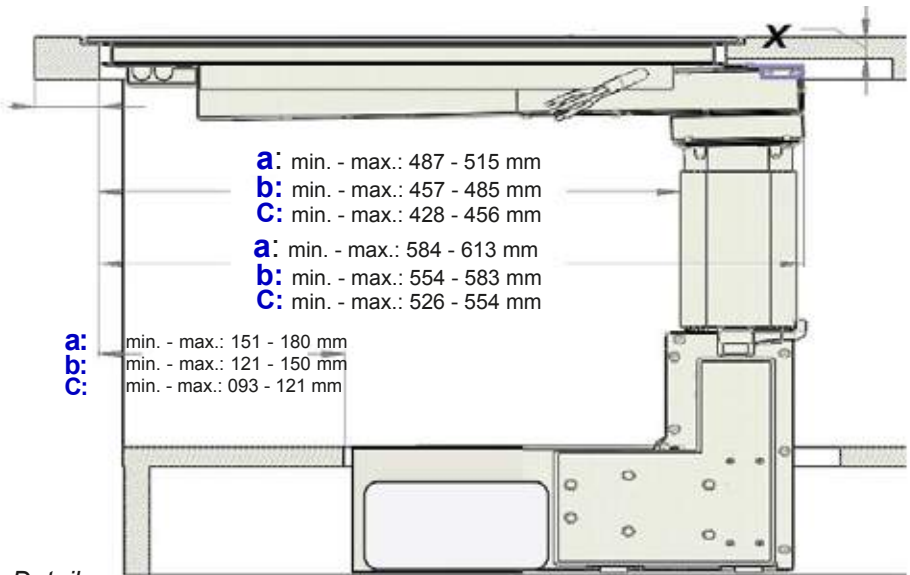 X
a: min. - max.: 487 - 515 mm
b: min. - max.: 457 - 485 mm
C: min. - max.: 428 - 456 mm
a: min. - max.: 584 - 613 mm
b: min. - max.: 554 - 583 mm
C: min. - max.: 526 - 554 mm
a: min. - max.: 151 - 180 mm
b: min. - max.: 121 - 150 mm
C: min. - max.: 093 - 121 mm